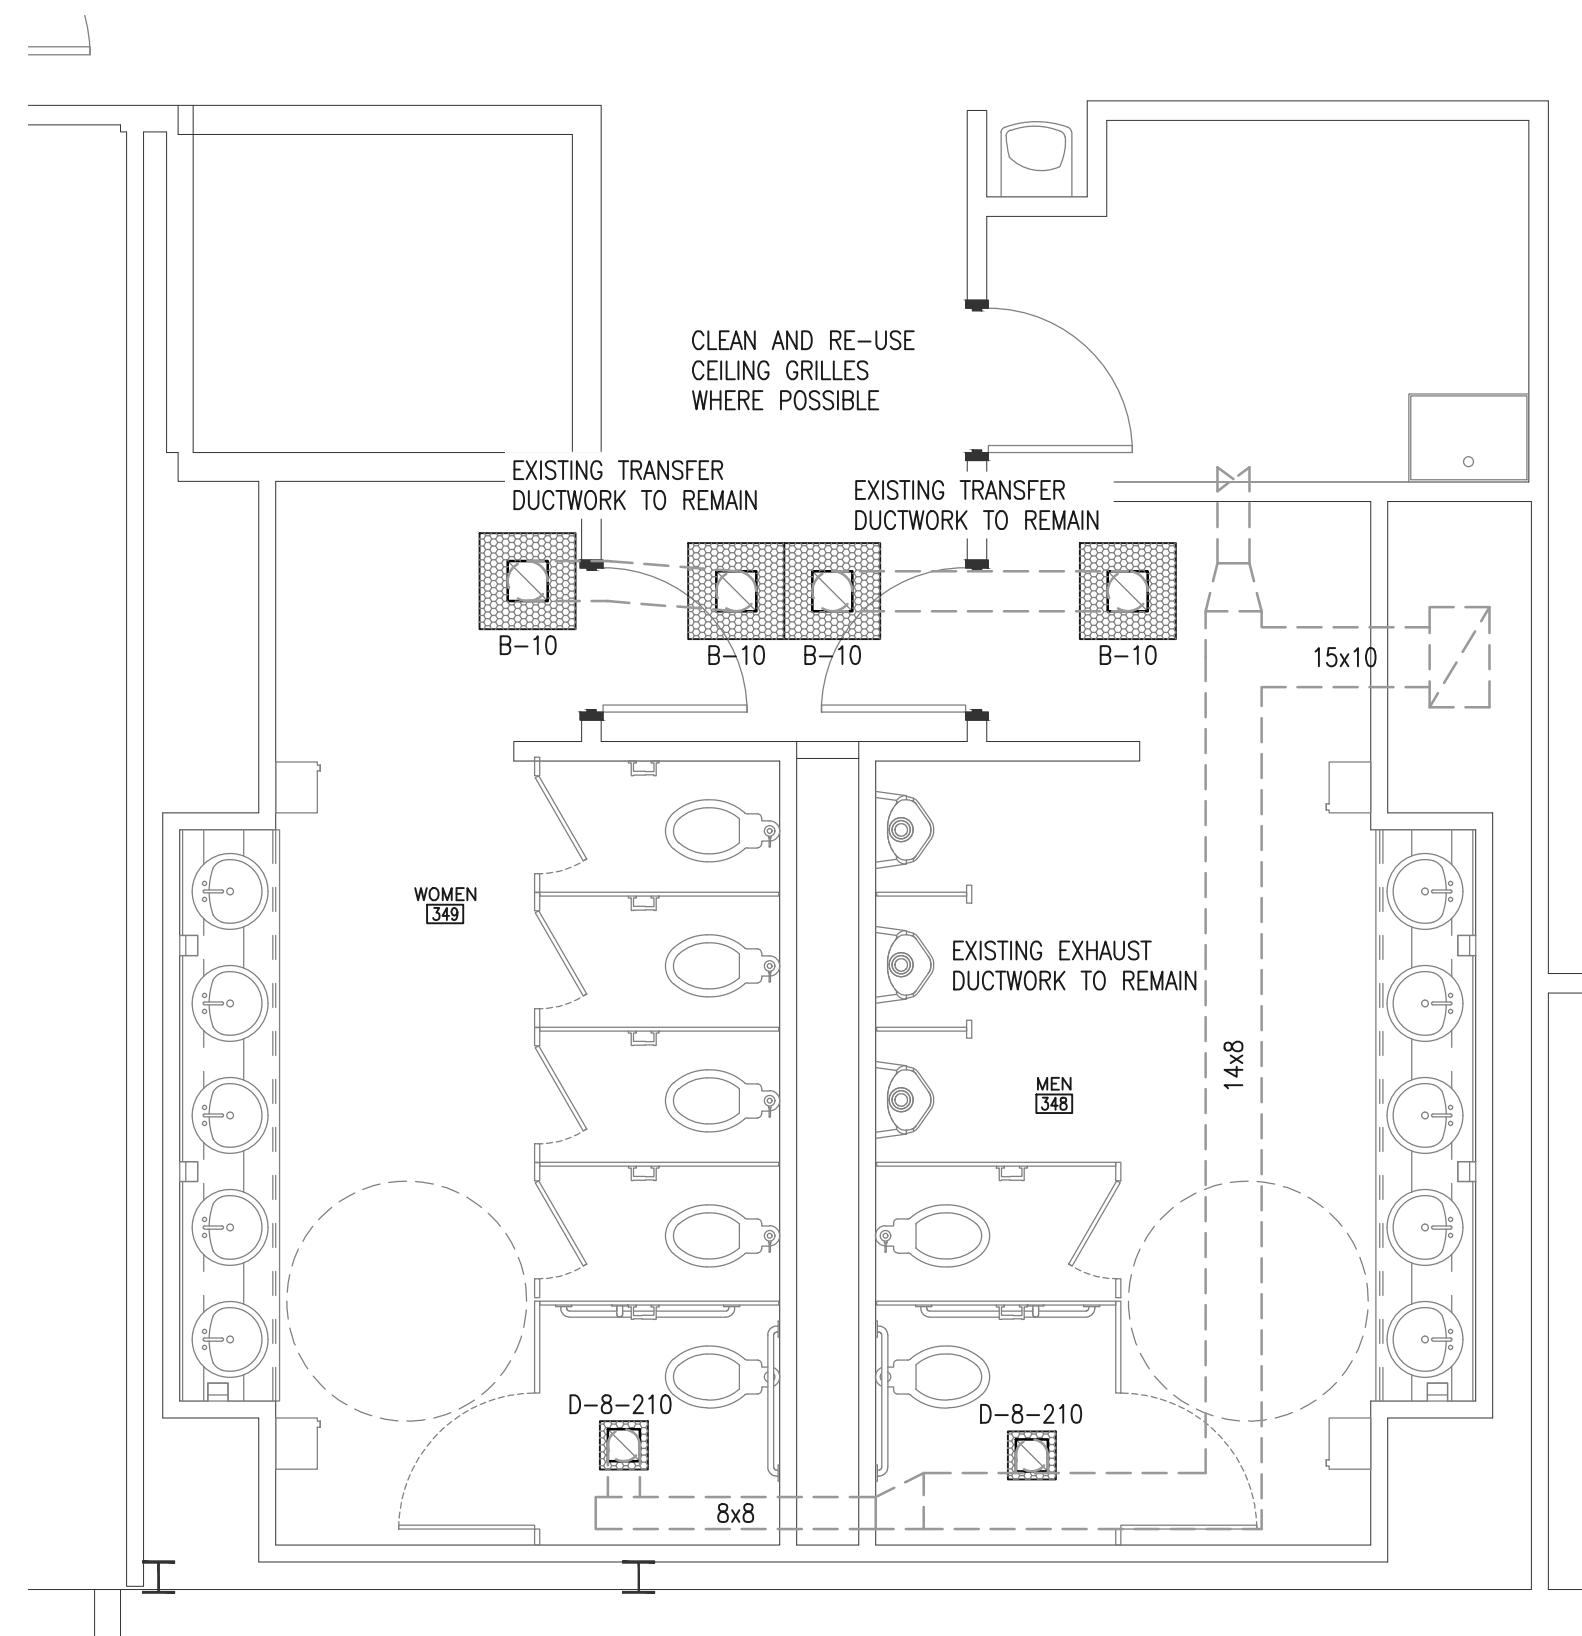 CLEAN AND RE-USE
CEILING GRILLES
WHERE POSSIBLE
EXISTING TRANSFER
DUCTWORK TO REMAIN
EXISTING TRANSFER
DUCTWORK TO REMAIN
B-10
B-10
B-10
B-10
15x10
WOMEN
349
EXISTING EXHAUST
DUCTWORK TO REMAIN
14x8
MEN
348
D-8-210
D-8-210
8x8